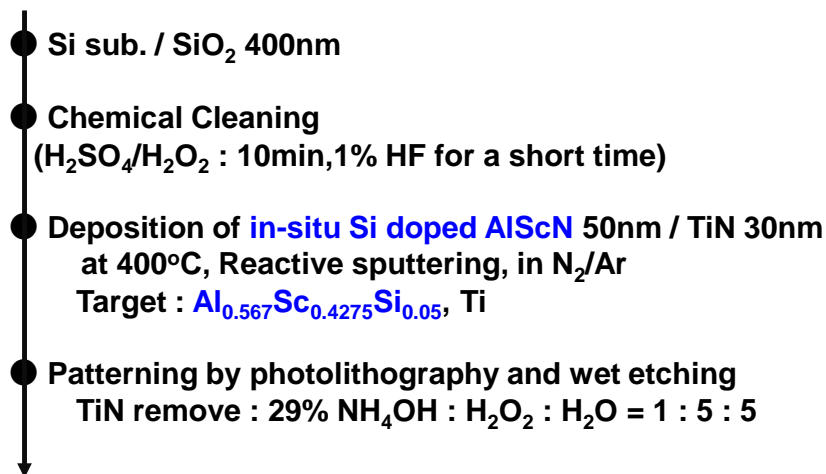 Si sub. / SiO₂ 400nm
Chemical Cleaning
(H₂SO₄/H₂O₂ : 10min,1% HF for a short time)
Deposition of in-situ Si doped AlScN 50nm / TiN 30nm
at 400°C, Reactive sputtering, in N₂/Ar
Target : Al₀.₅₆₇Sc₀.₄₂₇₅Si₀.₀₅, Ti
Patterning by photolithography and wet etching
TiN remove : 29% NH₄OH : H₂O₂ : H₂O = 1 : 5 : 5